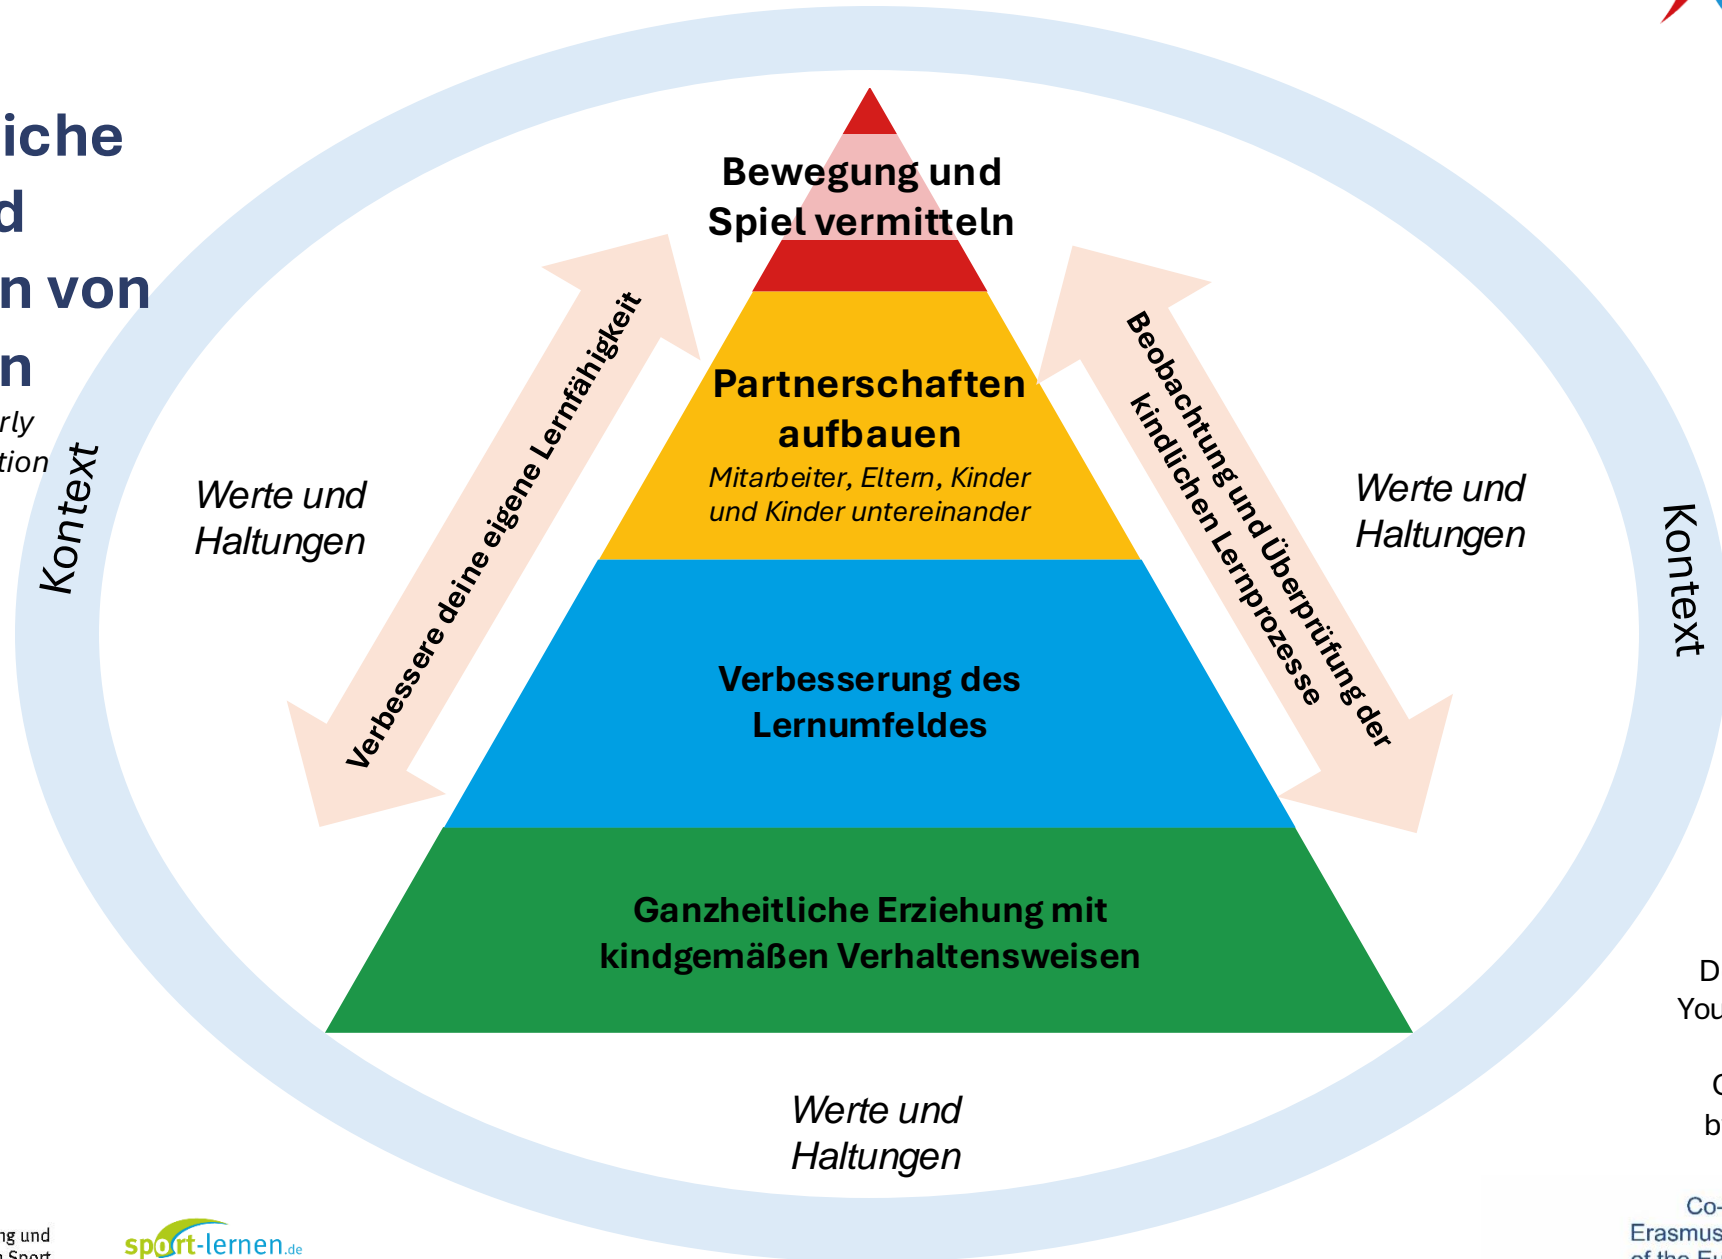 iche
d
n von
n
rly
tion
Kontext
Werte und
Haltungen
Verbessere deine eigene Lernfähigkeit
Bewegung und
Spiel vermitteln
Partnerschaften
aufbauen
Mitarbeiter, Eltern, Kinder
und Kinder untereinander
Verbesserung des
Lernumfeldes
Ganzheitliche Erziehung mit
kindgemäßen Verhaltensweisen
Beobachtung und Überprüfung der
kindlichen Lernprozesse
Werte und
Haltungen
Kontext
Werte und
Haltungen
D
You
b
ng und
sport-lernen.de
Co-
Erasmus